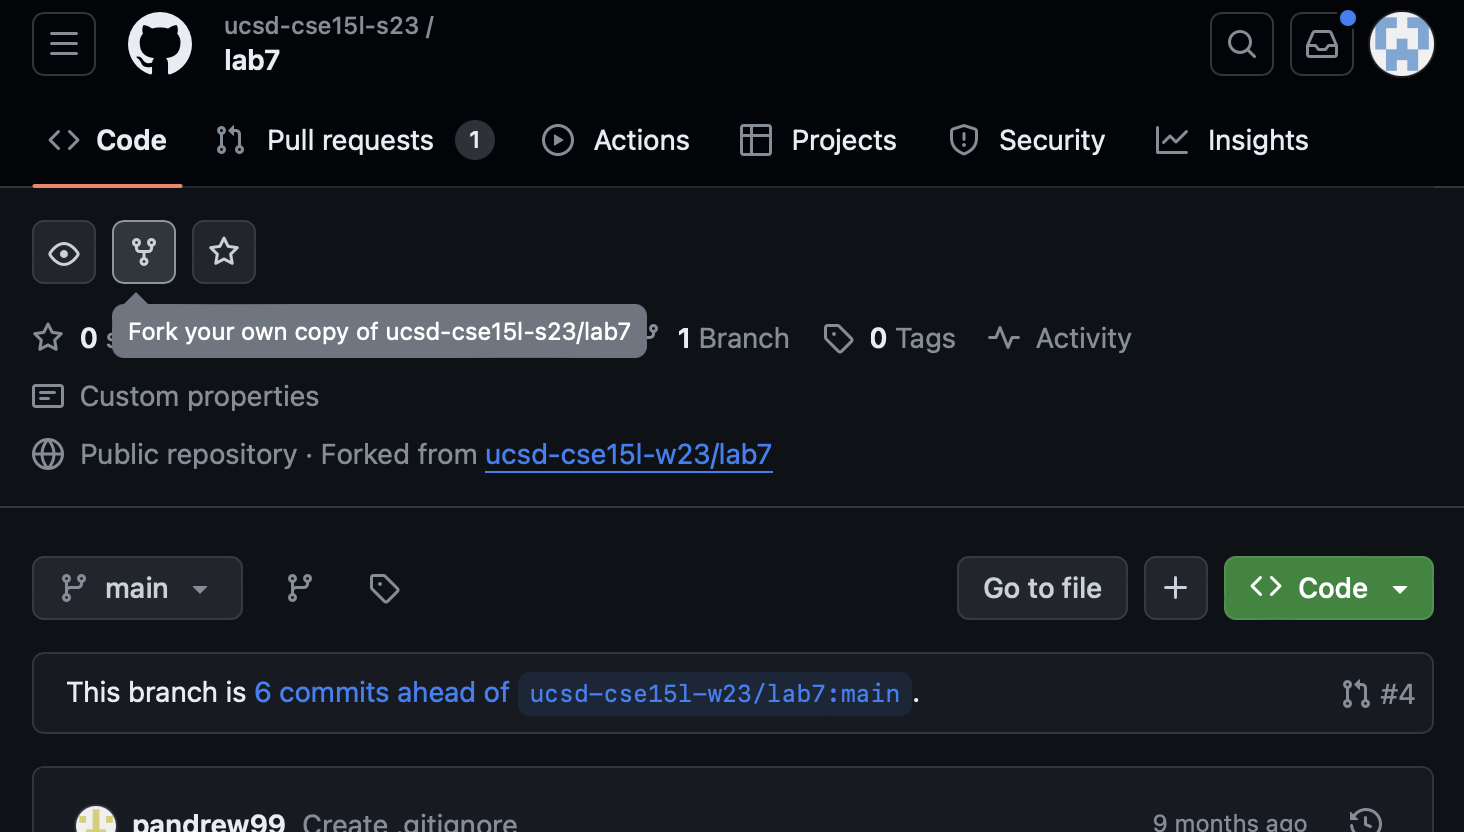 ucsd-cse15l-s23 /
lab7
Code Pull requests 1 Actions Projects Security Insights
Fork your own copy of ucsd-cse15l-s23/lab7
0 1 Branch 0 Tags Activity
Custom properties
Public repository · Forked from ucsd-cse15l-w23/lab7
main Go to file + Code
This branch is 6 commits ahead of ucsd-cse15l-w23/lab7:main . #4
pandrew99 Create .gitignore 9 months ago